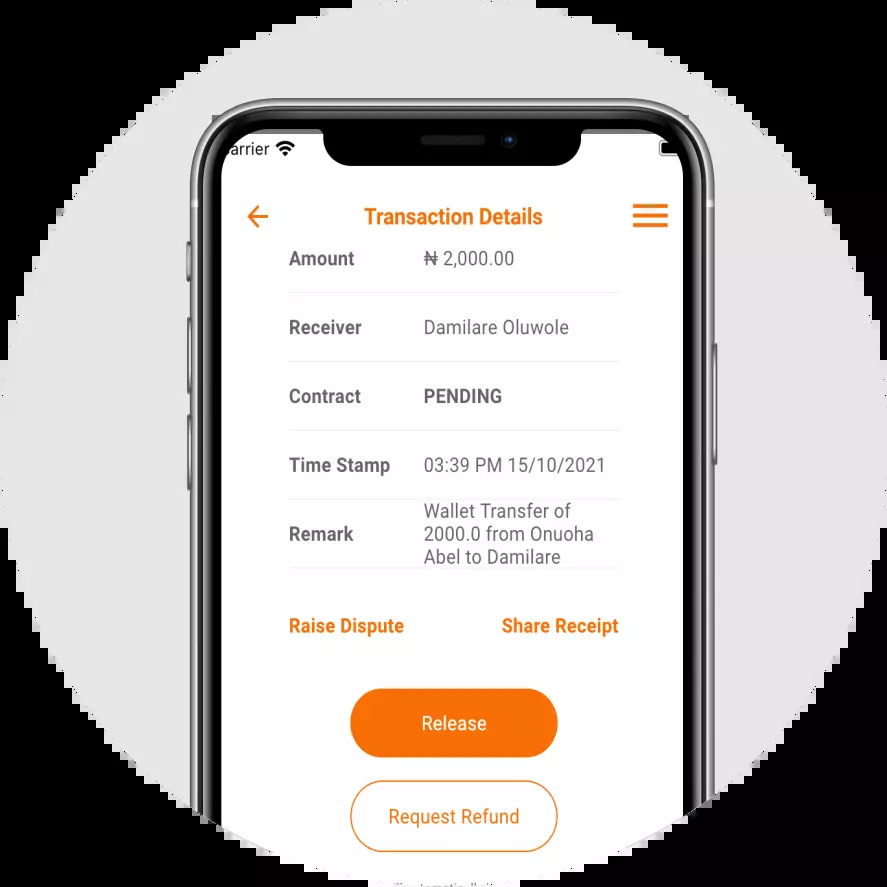 arrier
Transaction Details
Amount ₦ 2,000.00
Receiver Damilare Oluwole
Contract PENDING
Time Stamp 03:39 PM 15/10/2021
Remark Wallet Transfer of
2000.0 from Onuoha
Abel to Damilare
Raise Dispute Share Receipt
Release
Request Refund